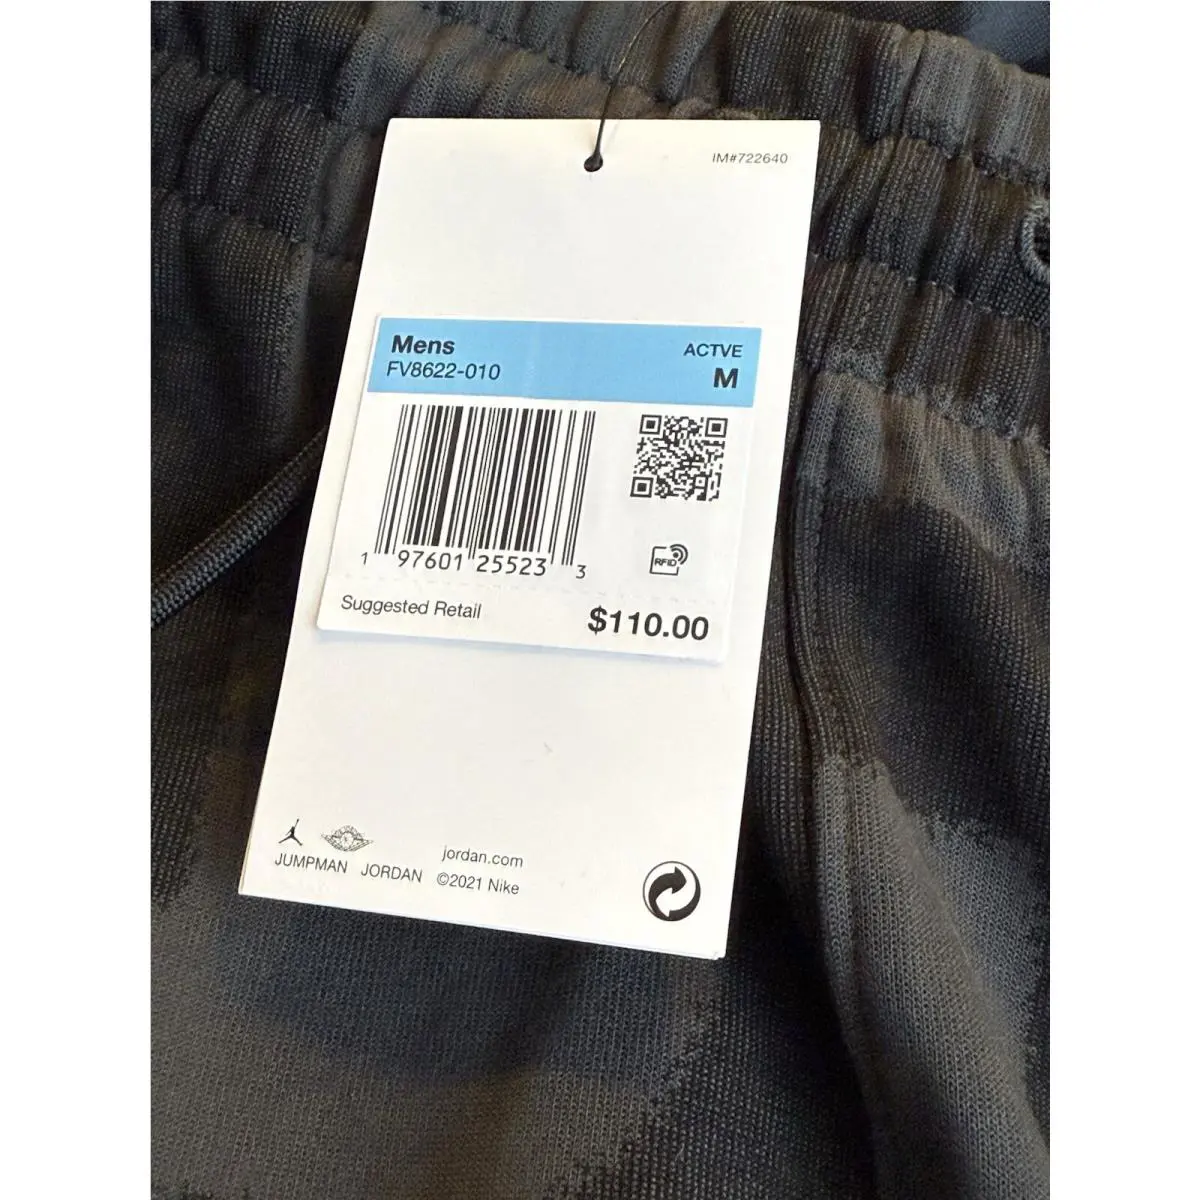 IM#722640
Mens
ACTVE
FV8622-010
M
1 97601 25523 3
RFID
Suggested Retail
$110.00
JUMPMAN JORDAN
jordan.com
©2021 Nike